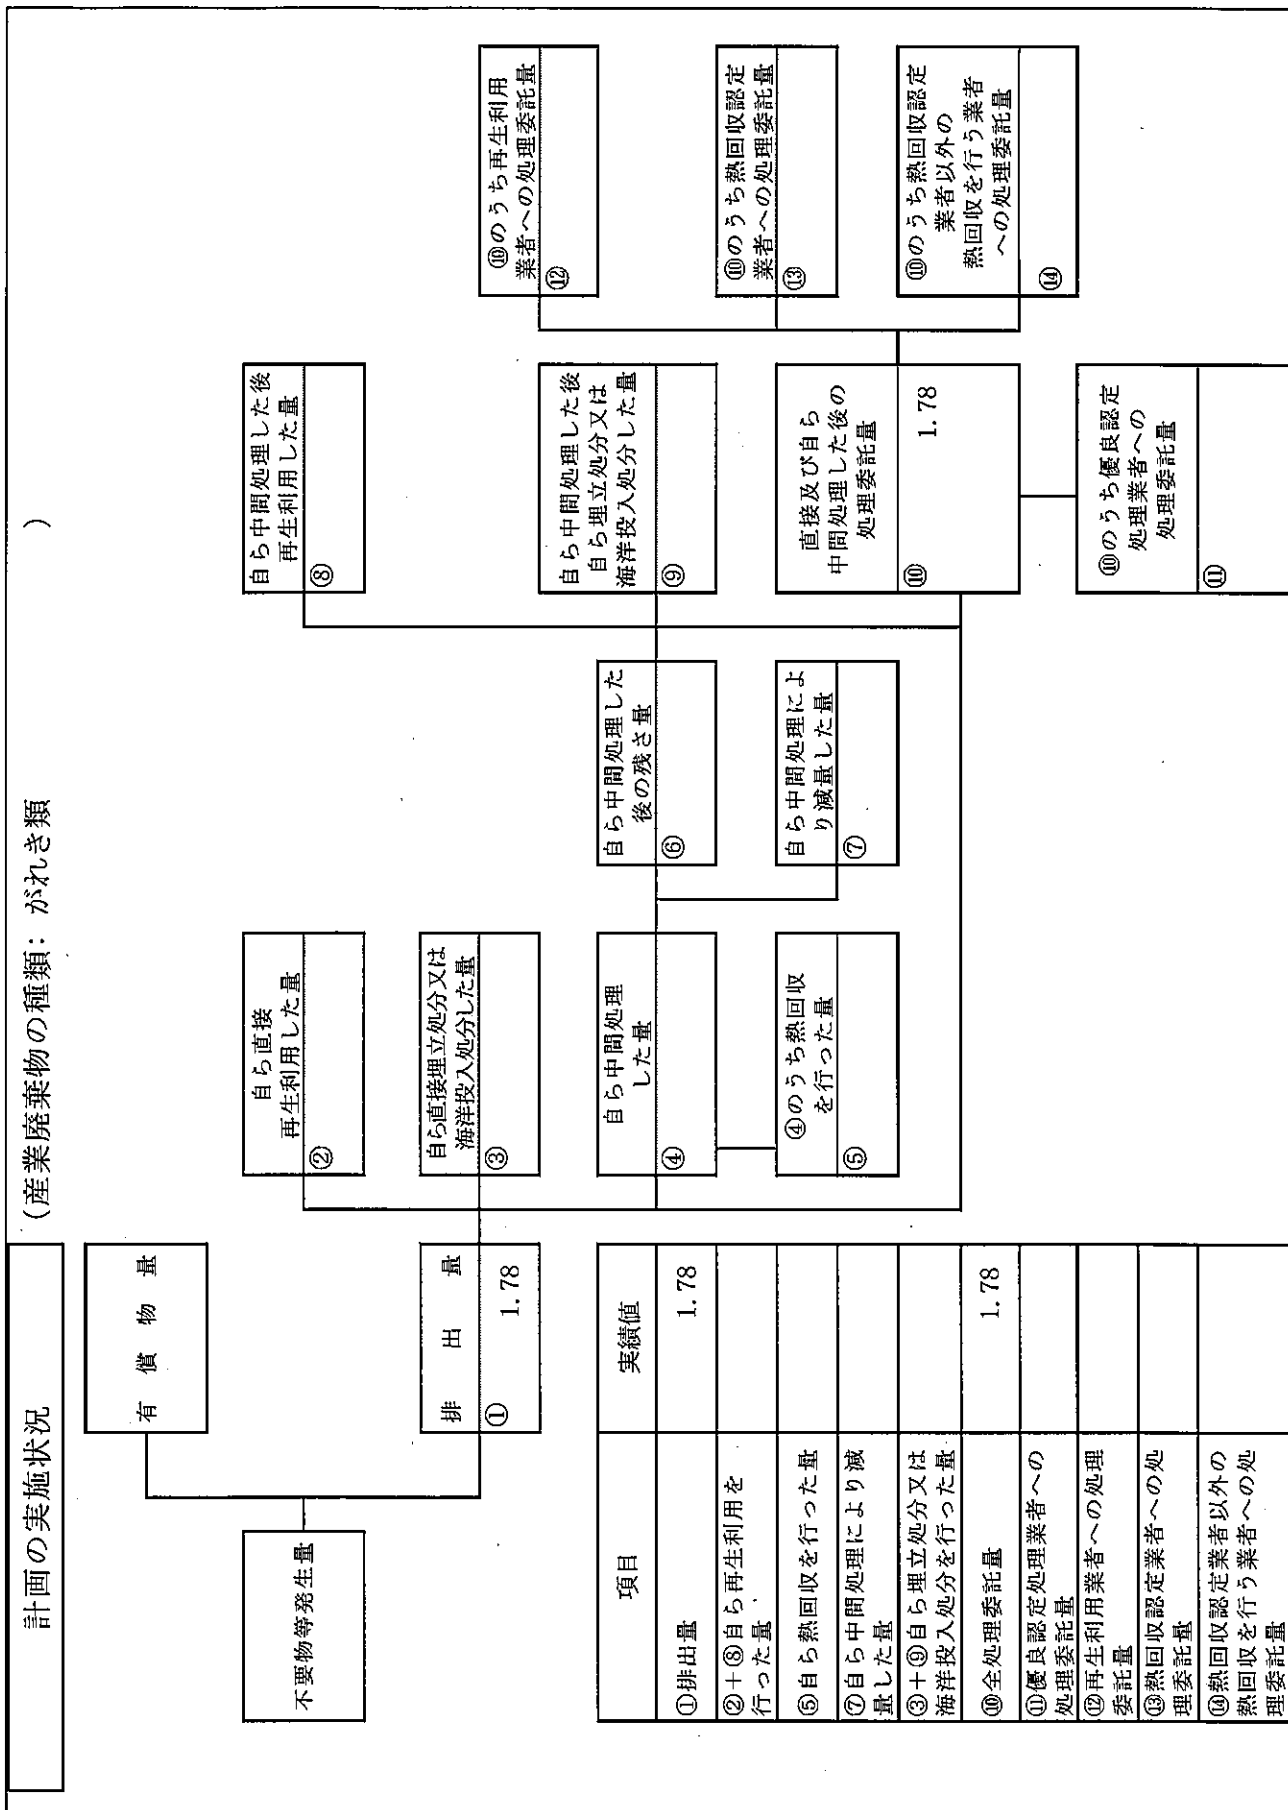 計画の実施状況
(産業廃棄物の種類: がれき類 )
不要物等発生量
有償物量
排出量
① 1.78
自ら直接
再生利用した量
②
自ら直接埋立処分又は
海洋投入処分した量
③
自ら中間処理
した量
④
④のうち熱回収
を行った量
⑤
自ら中間処理した
後の残さ量
⑥
自ら中間処理によ
り減量した量
⑦
自ら中間処理した後
再生利用した量
⑧
自ら中間処理した後
自ら埋立処分又は
海洋投入処分した量
⑨
直接及び自ら
中間処理した後の
処理委託量
⑩ 1.78
⑩のうち優良認定
処理業者への
処理委託量
⑪
⑩のうち再生利用
業者への処理委託量
⑫
⑩のうち熱回収認定
業者への処理委託量
⑬
⑩のうち熱回収認定
業者以外の
熱回収を行う業者
への処理委託量
⑭
項目 実績値
①排出量 1.78
②+⑧自ら再生利用を
行った量
⑤自ら熱回収を行った量
⑦自ら中間処理により減
量した量
③+⑨自ら埋立処分又は
海洋投入処分を行った量
⑩全処理委託量 1.78
⑪優良認定処理業者への
処理委託量
⑫再生利用業者への処理
委託量
⑬熱回収認定業者への処
理委託量
⑭熱回収認定業者以外の
熱回収を行う業者への処
理委託量